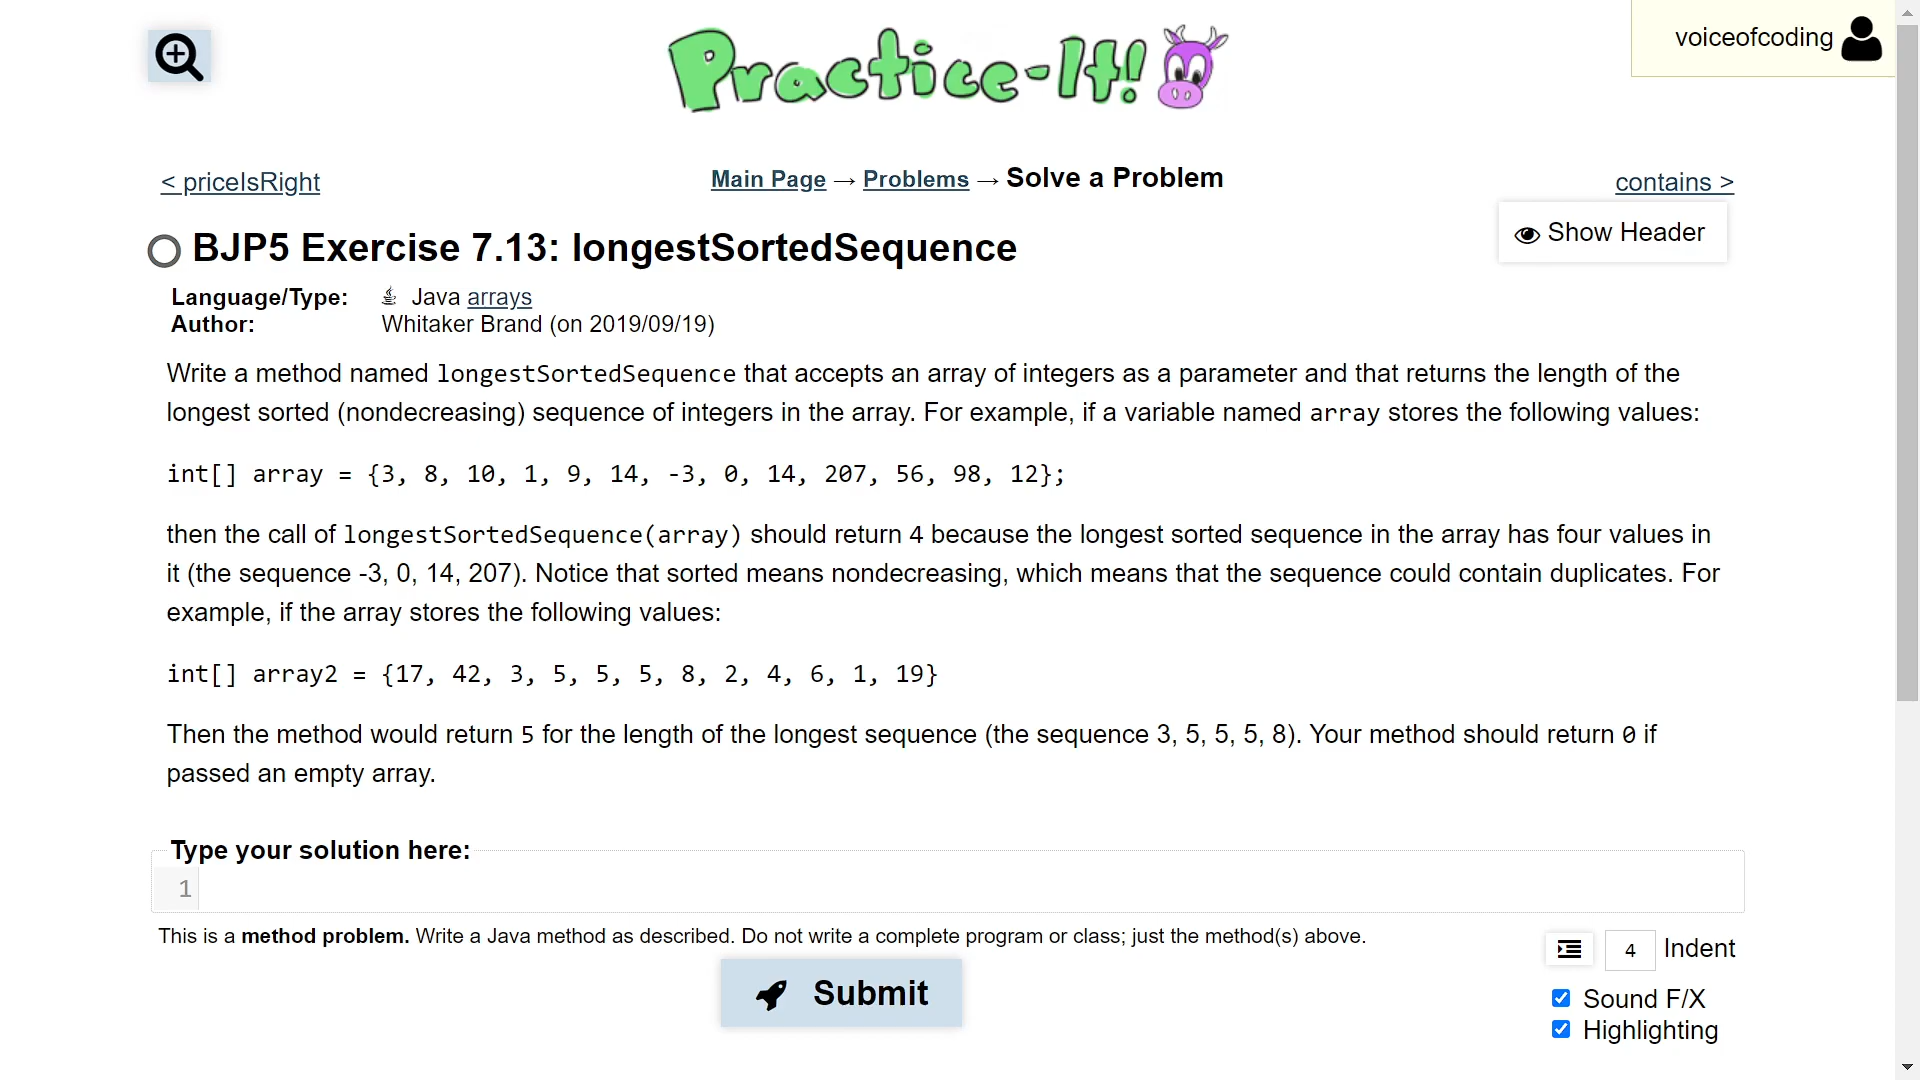 Practice-It!
voiceofcoding
< priceIsRight
Main Page → Problems → Solve a Problem
contains >
Show Header
BJP5 Exercise 7.13: longestSortedSequence
Language/Type: Java arrays
Author: Whitaker Brand (on 2019/09/19)
Write a method named longestSortedSequence that accepts an array of integers as a parameter and that returns the length of the
longest sorted (nondecreasing) sequence of integers in the array. For example, if a variable named array stores the following values:
int[] array = {3, 8, 10, 1, 9, 14, -3, 0, 14, 207, 56, 98, 12};
then the call of longestSortedSequence(array) should return 4 because the longest sorted sequence in the array has four values in
it (the sequence -3, 0, 14, 207). Notice that sorted means nondecreasing, which means that the sequence could contain duplicates. For
example, if the array stores the following values:
int[] array2 = {17, 42, 3, 5, 5, 5, 8, 2, 4, 6, 1, 19}
Then the method would return 5 for the length of the longest sequence (the sequence 3, 5, 5, 5, 8). Your method should return 0 if
passed an empty array.
Type your solution here:
1
This is a method problem. Write a Java method as described. Do not write a complete program or class; just the method(s) above.
4 Indent
Submit
Sound F/X
Highlighting